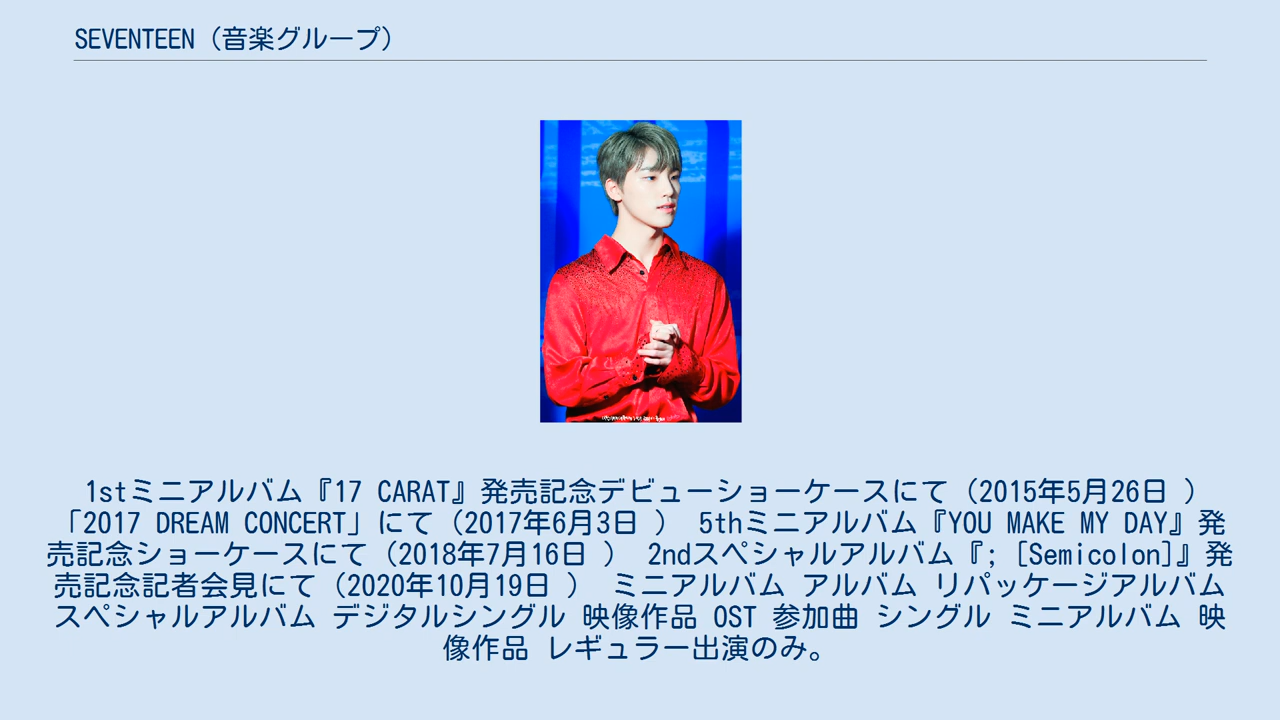 SEVENTEEN（音楽グループ）
1stミニアルバム『17 CARAT』発売記念デビューショーケースにて（2015年5月26日 ）
「2017 DREAM CONCERT」にて（2017年6月3日 ） 5thミニアルバム『YOU MAKE MY DAY』発
売記念ショーケースにて（2018年7月16日 ） 2ndスペシャルアルバム『; [Semicolon]』発
売記念記者会見にて（2020年10月19日 ） ミニアルバム アルバム リパッケージアルバム
スペシャルアルバム デジタルシングル 映像作品 OST 参加曲 シングル ミニアルバム 映
像作品 レギュラー出演のみ。